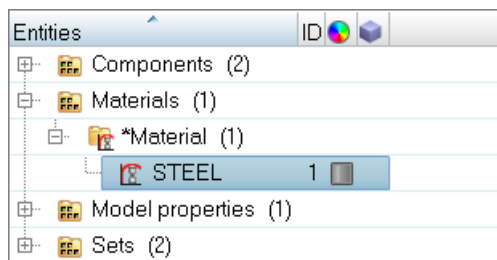 Entities ID
Components (2)
Materials (1)
*Material (1)
STEEL 1
Model properties (1)
Sets (2)